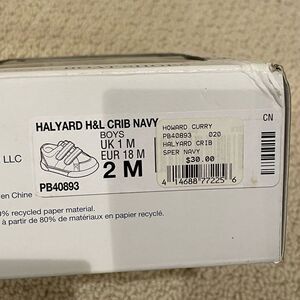 HALYARD H&L CRIB NAVY
BOYS
UK 1 M
EUR 18 M
2 M
PB40893
HOWARD CURRY
PB40893 020
HALYARD CRIB
SPER NAVY
$30.00
4 14688 77225 6
CN
LLC
en Chine
% recycled paper material.
à partir de 80% de matériaux en papier recyclé.